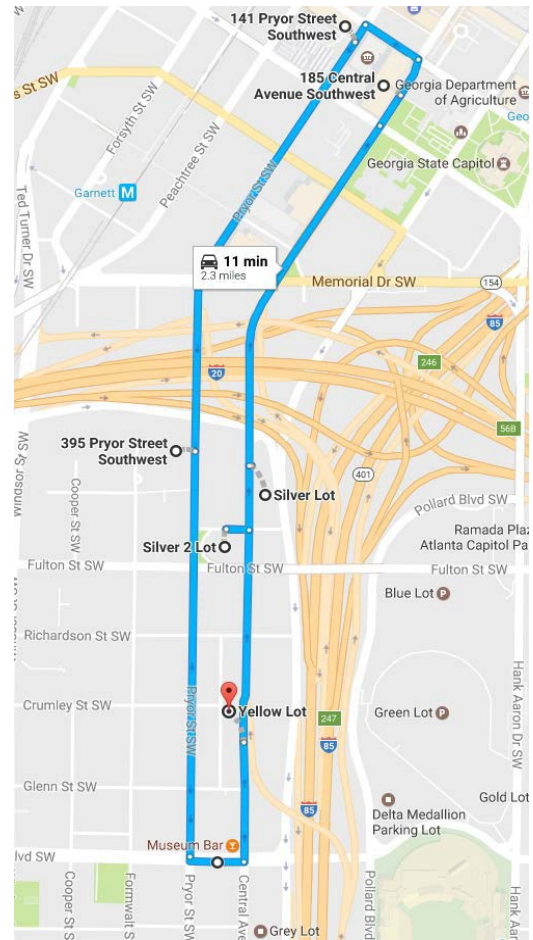 141 Pryor Street
Southwest
185 Central
Avenue Southwest
Georgia Department
of Agriculture
Geo
s St SW
Forsyth St SW
Peachtree St SW
Georgia State Capitol
Garnett M
Pryor St SW
Ted Turner Dr SW
11 min
2.3 miles
Memorial Dr SW
154
85
20
246
56B
395 Pryor Street
Southwest
Windsor St SW
Cooper St SW
401
Silver Lot
Pollard Blvd SW
Ramada Plaz
Atlanta Capitol Pa
Silver 2 Lot
Fulton St SW
Fulton St SW
Fulton St SW
Blue Lot P
Richardson St SW
Hank Aaron Dr SW
Crumley St SW
Pryor St SW
Yellow Lot
247
85
Green Lot P
Glenn St SW
85
Gold Lot
Delta Medallion
Parking Lot
Museum Bar
lvd SW
Cooper St
Formwalt S
Pryor St SW
Central Ave
Pollard Blvd
Hank A
Grey Lot